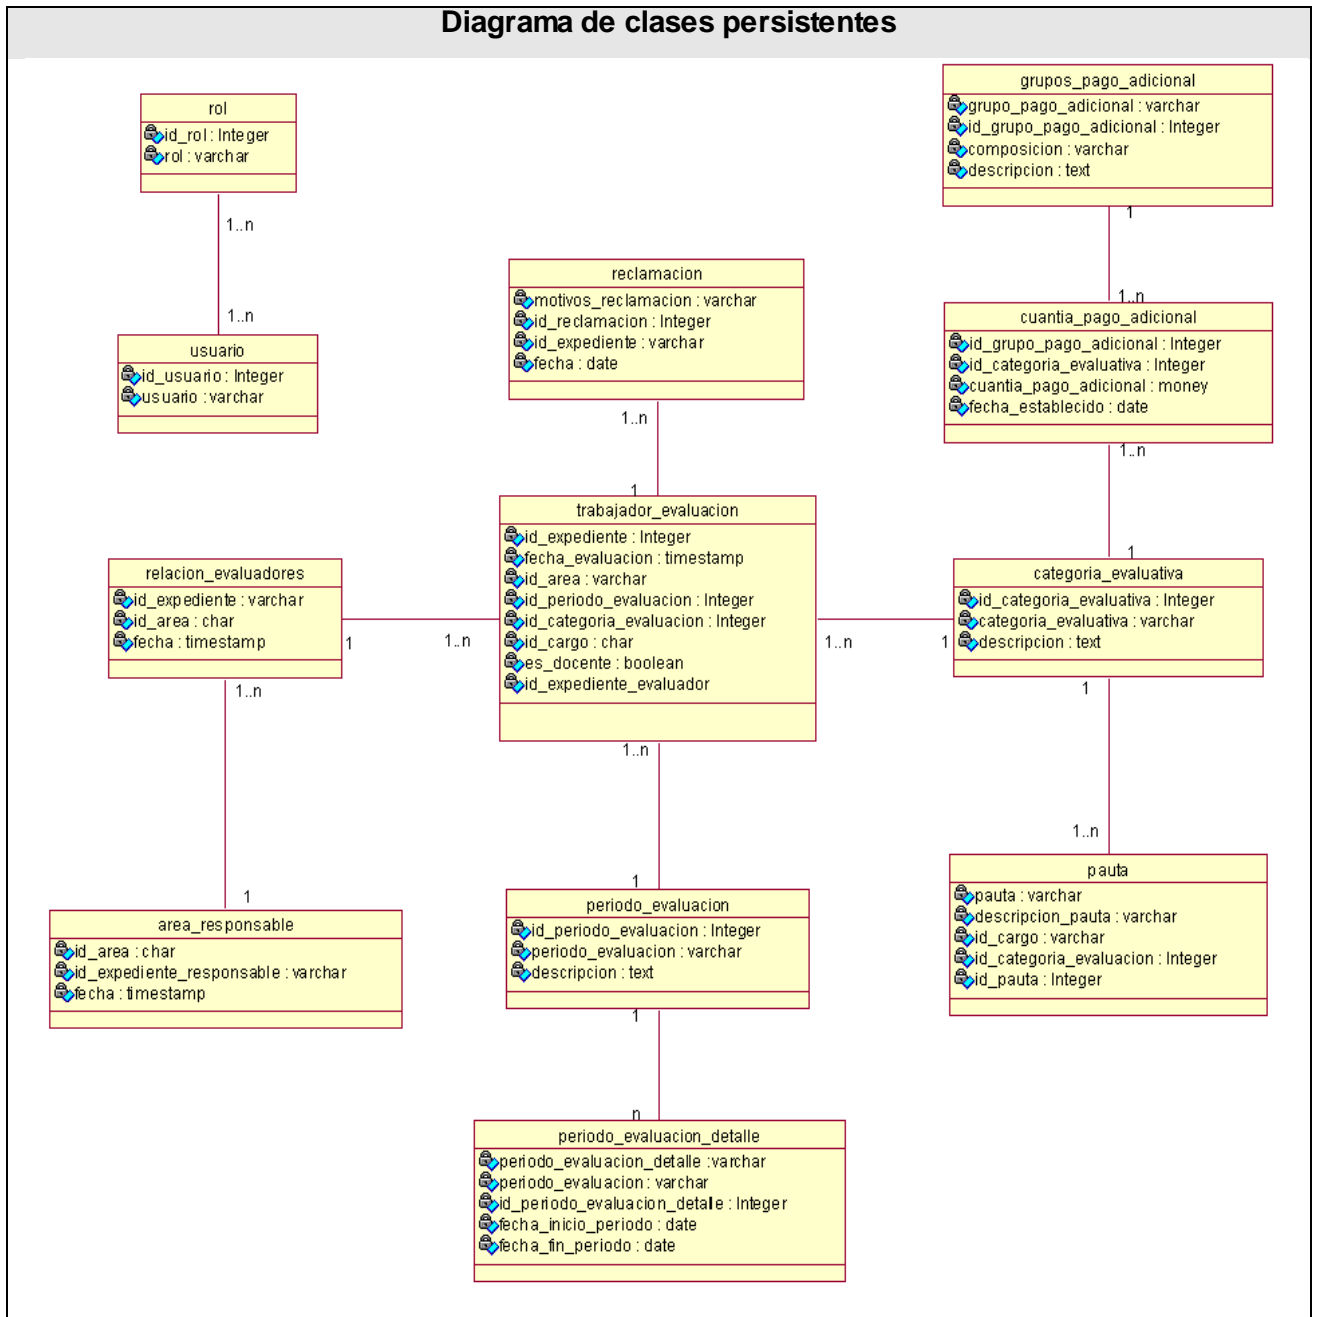 Diagrama de clases persistentes
rol
id_rol : Integer
rol : varchar
1..n
1..n
usuario
id_usuario : Integer
usuario : varchar
grupos_pago_adicional
grupo_pago_adicional : varchar
id_grupo_pago_adicional : Integer
composicion : varchar
descripcion : text
1
1..n
cuantia_pago_adicional
id_grupo_pago_adicional : Integer
id_categoria_evaluativa : Integer
cuantia_pago_adicional : money
fecha_establecido : date
1..n
1
reclamacion
motivos_reclamacion : varchar
id_reclamacion : Integer
id_expediente : varchar
fecha : date
1..n
1
trabajador_evaluacion
id_expediente : Integer
fecha_evaluacion : timestamp
id_area : varchar
id_periodo_evaluacion : Integer
id_categoria_evaluacion : Integer
id_cargo : char
es_docente : boolean
id_expediente_evaluador
relacion_evaluadores
id_expediente : varchar
id_area : char
fecha : timestamp
1
1..n
1..n
1
categoria_evaluativa
id_categoria_evaluativa : Integer
categoria_evaluativa : varchar
descripcion : text
1..n
1
area_responsable
id_area : char
id_expediente_responsable : varchar
fecha : timestamp
1..n
1
periodo_evaluacion
id_periodo_evaluacion : Integer
periodo_evaluacion : varchar
descripcion : text
1
1..n
pauta
pauta : varchar
descripcion_pauta : varchar
id_cargo : varchar
id_categoria_evaluacion : Integer
id_pauta : Integer
1
n
periodo_evaluacion_detalle
periodo_evaluacion_detalle :varchar
periodo_evaluacion : varchar
id_periodo_evaluacion_detalle : Integer
fecha_inicio_periodo : date
fecha_fin_periodo : date